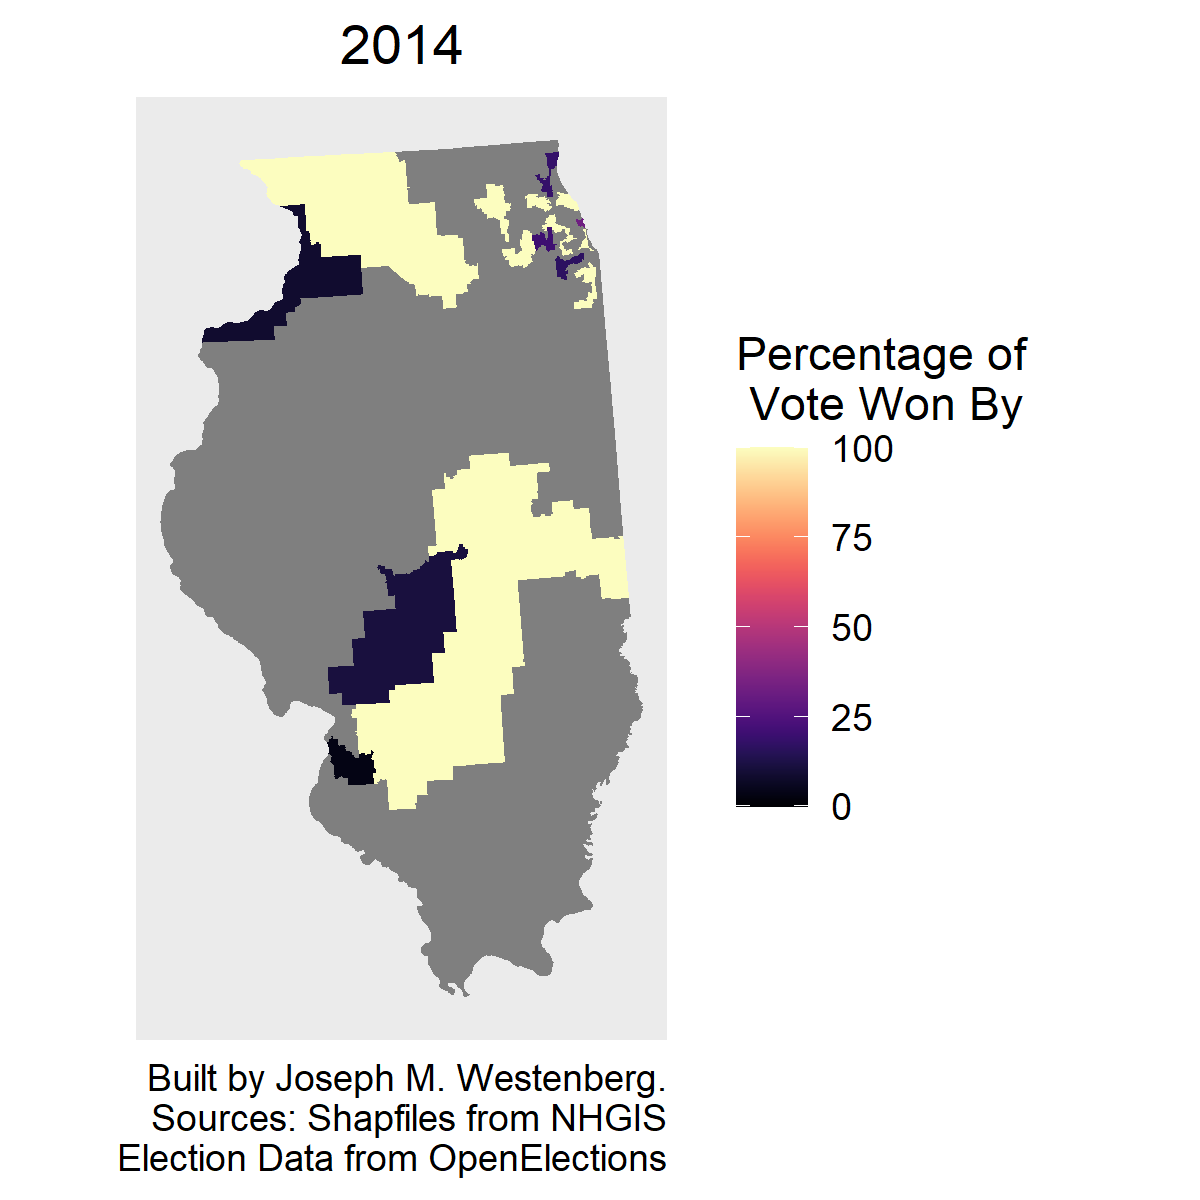 2014
Percentage of
Vote Won By
100
75
50
25
0
Built by Joseph M. Westenberg.
Sources: Shapfiles from NHGIS
Election Data from OpenElections